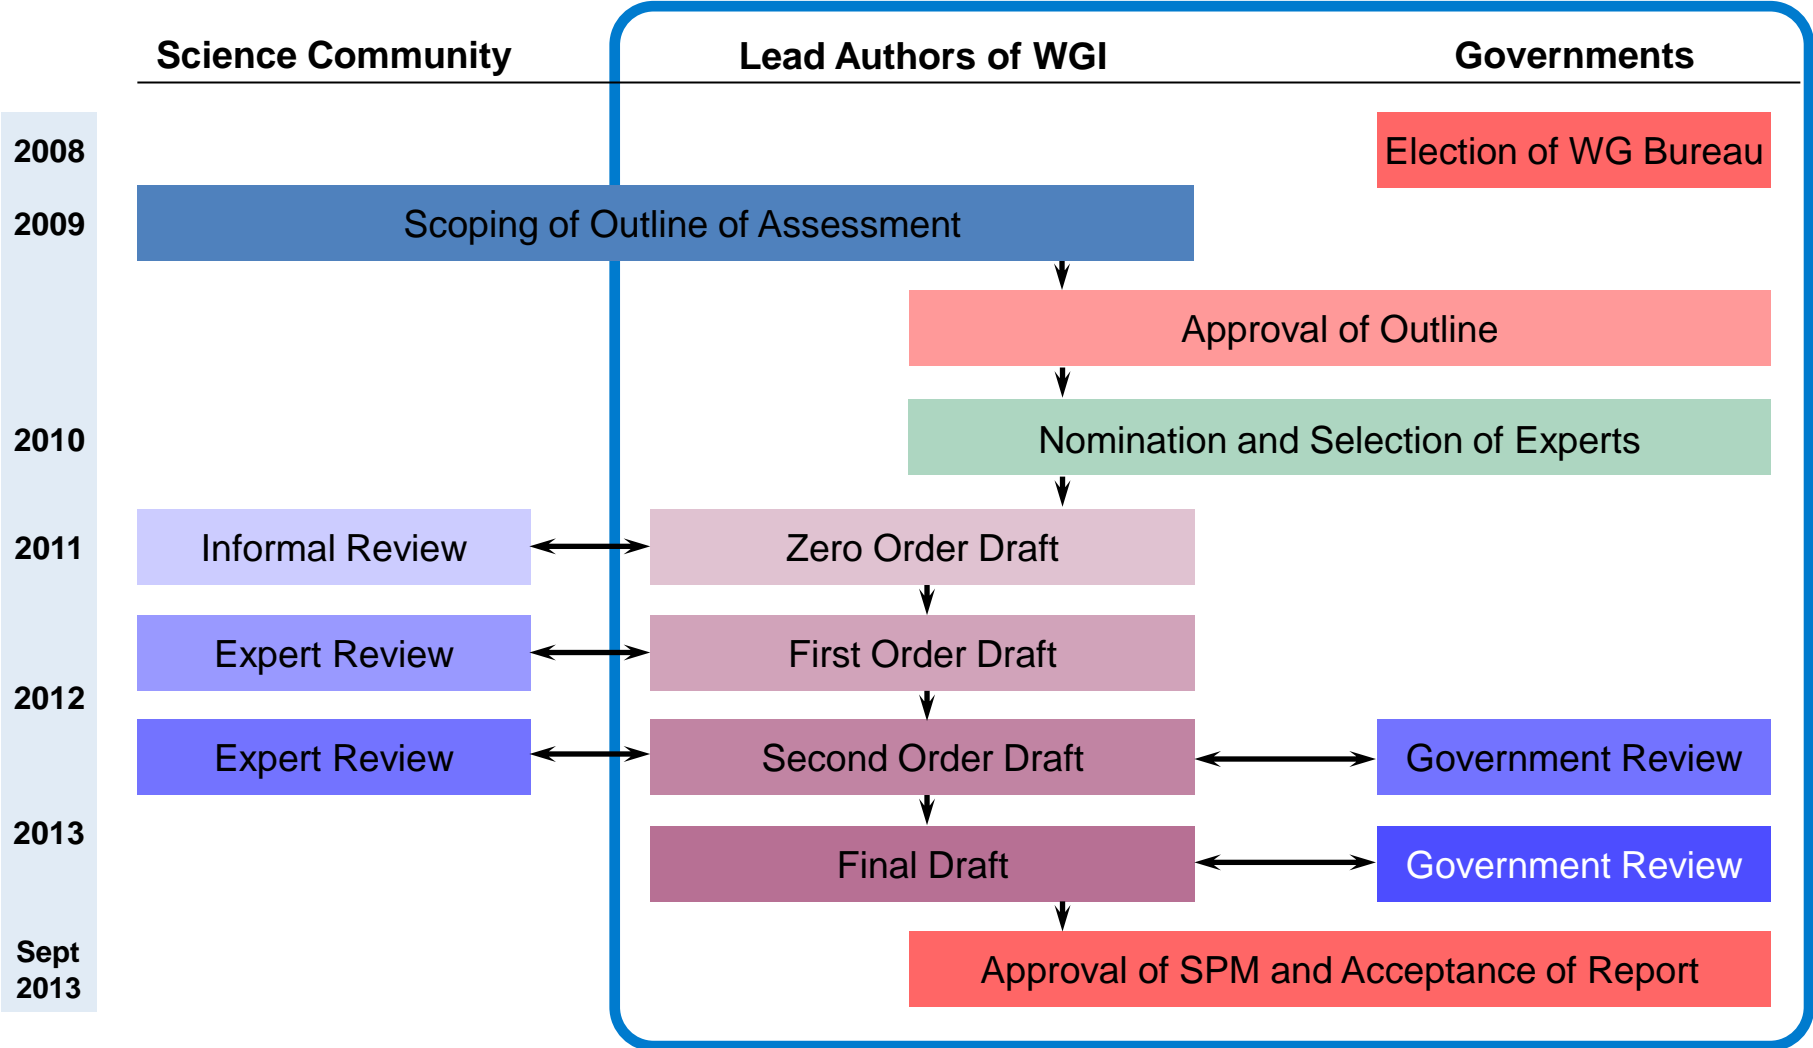 Science Community
Lead Authors of WGI
Governments
2008
Election of WG Bureau
2009
Scoping of Outline of Assessment
Approval of Outline
2010
Nomination and Selection of Experts
2011
Informal Review
Zero Order Draft
Expert Review
First Order Draft
2012
Expert Review
Second Order Draft
Government Review
2013
Final Draft
Government Review
Sept
2013
Approval of SPM and Acceptance of Report